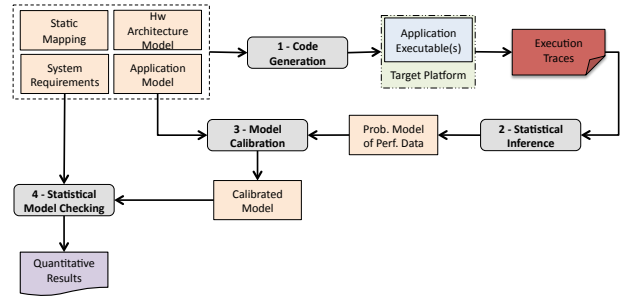 Static
Mapping
Hw
Architecture
Model
System
Requirements
Application
Model
1 - Code
Generation
Application
Executable(s)
Target Platform
Execution
Traces
3 - Model
Calibration
Prob. Model
of Perf. Data
2 - Statistical
Inference
4 - Statistical
Model Checking
Calibrated
Model
Quantitative
Results